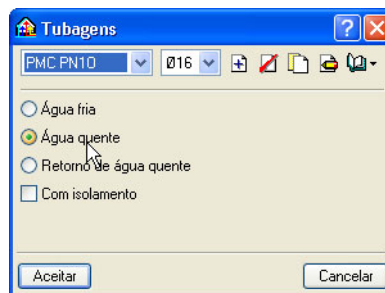 Tubagens
PMC PN10 Ø16
Água fria
Água quente
Retorno de água quente
Com isolamento
Aceitar Cancelar